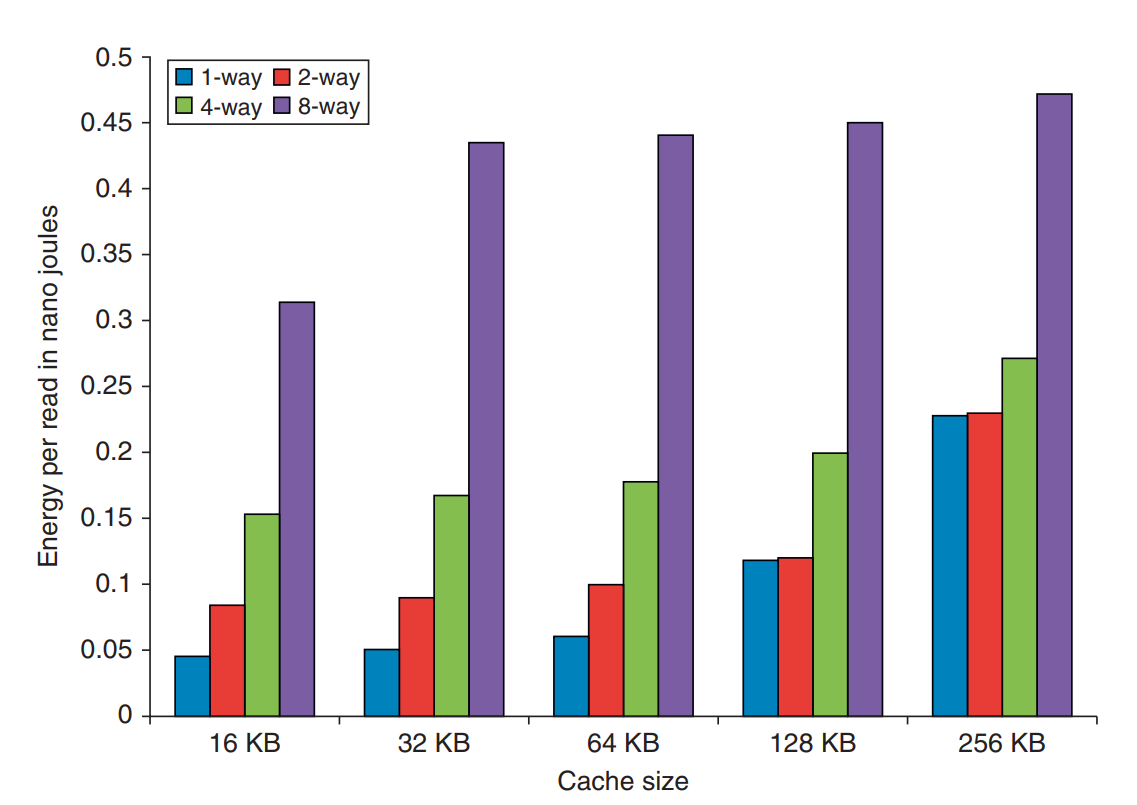 0.5
1-way 2-way
4-way 8-way
0.45
0.4
0.35
0.3
0.25
0.2
0.15
0.1
0.05
0
Energy per read in nano joules
16 KB 32 KB 64 KB 128 KB 256 KB
Cache size